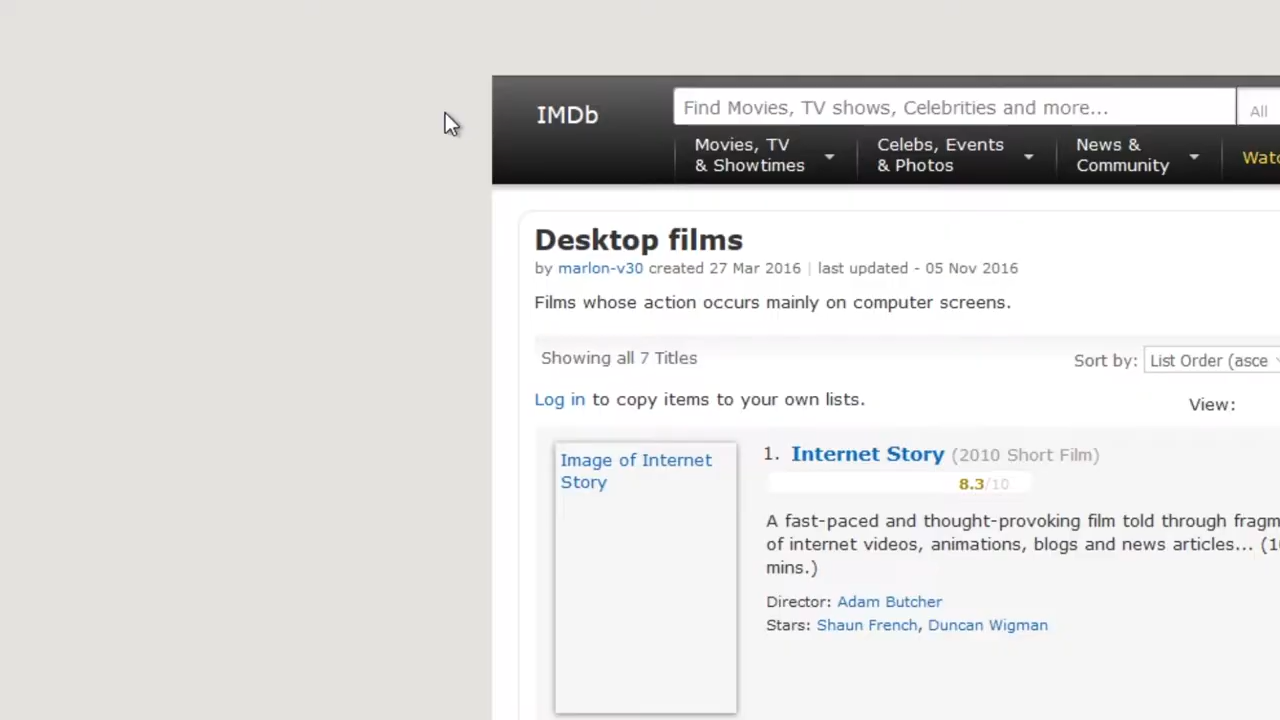 IMDb
Find Movies, TV shows, Celebrities and more...
All
Movies, TV
& Showtimes
Celebs, Events
& Photos
News &
Community
Desktop films
by marlon-v30 created 27 Mar 2016 | last updated - 05 Nov 2016
Films whose action occurs mainly on computer screens.
Showing all 7 Titles
Sort by: List Order (asce
Log in to copy items to your own lists.
View:
Image of Internet
Story
1. Internet Story (2010 Short Film)
8.3/10
A fast-paced and thought-provoking film told through fragm
of internet videos, animations, blogs and news articles... (1
mins.)
Director: Adam Butcher
Stars: Shaun French, Duncan Wigman